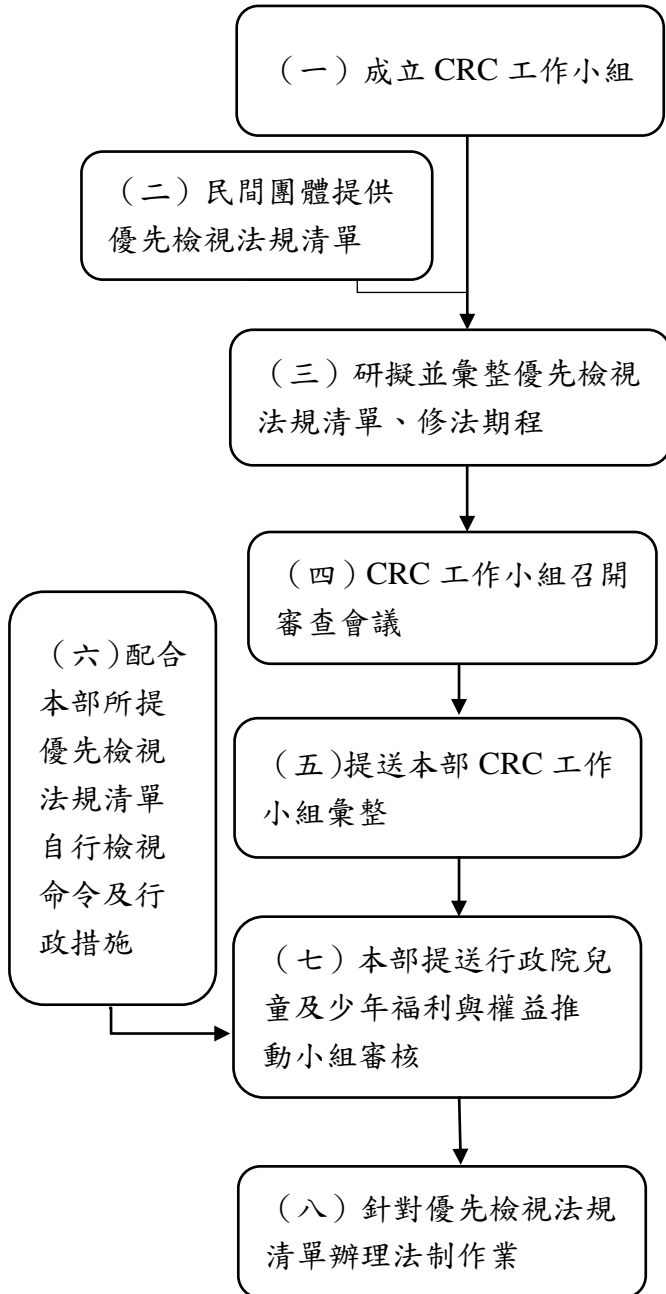 （一）成立 CRC 工作小組
（二）民間團體提供
優先檢視法規清單
（三）研擬並彙整優先檢視
法規清單、修法期程
（四）CRC 工作小組召開
審查會議
（五）提送本部 CRC 工作
小組彙整
（六）配合
本部所提
優先檢視
法規清單
自行檢視
命令及行
政措施
（七）本部提送行政院兒
童及少年福利與權益推
動小組審核
（八）針對優先檢視法規
清單辦理法制作業